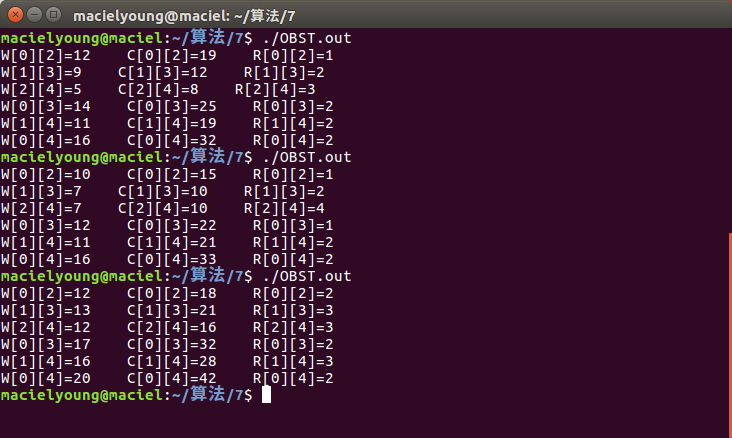 macielyoung@maciel: ~/算法/7
macielyoung@maciel:~/算法/7$ ./OBST.out
W[0][2]=12    C[0][2]=19    R[0][2]=1
W[1][3]=9    C[1][3]=12    R[1][3]=2
W[2][4]=5    C[2][4]=8    R[2][4]=3
W[0][3]=14    C[0][3]=25    R[0][3]=2
W[1][4]=11    C[1][4]=19    R[1][4]=2
W[0][4]=16    C[0][4]=32    R[0][4]=2
macielyoung@maciel:~/算法/7$ ./OBST.out
W[0][2]=10    C[0][2]=15    R[0][2]=1
W[1][3]=7    C[1][3]=10    R[1][3]=2
W[2][4]=7    C[2][4]=10    R[2][4]=4
W[0][3]=12    C[0][3]=22    R[0][3]=1
W[1][4]=11    C[1][4]=21    R[1][4]=2
W[0][4]=16    C[0][4]=33    R[0][4]=2
macielyoung@maciel:~/算法/7$ ./OBST.out
W[0][2]=12    C[0][2]=18    R[0][2]=2
W[1][3]=13    C[1][3]=21    R[1][3]=3
W[2][4]=12    C[2][4]=16    R[2][4]=3
W[0][3]=17    C[0][3]=32    R[0][3]=2
W[1][4]=16    C[1][4]=28    R[1][4]=3
W[0][4]=20    C[0][4]=42    R[0][4]=2
macielyoung@maciel:~/算法/7$